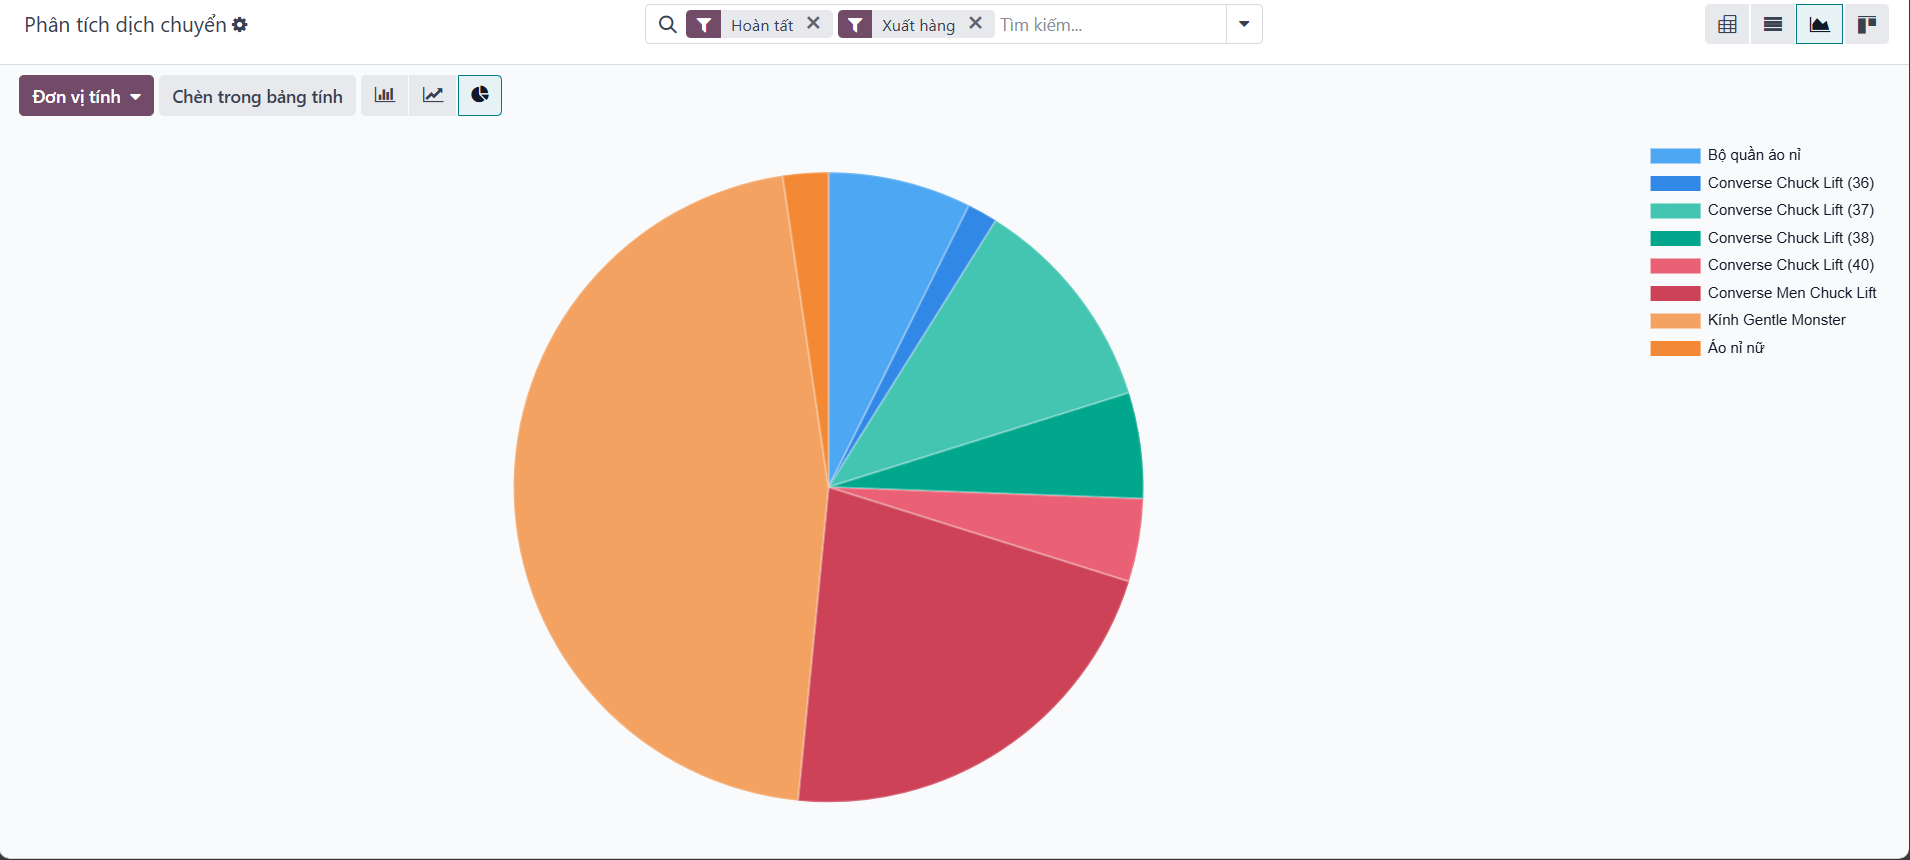 Phân tích dịch chuyển
Hoàn tất
Xuất hàng
Tìm kiếm...
Đơn vị tính
Chèn trong bảng tính
Bộ quần áo nỉ
Converse Chuck Lift (36)
Converse Chuck Lift (37)
Converse Chuck Lift (38)
Converse Chuck Lift (40)
Converse Men Chuck Lift
Kính Gentle Monster
Áo nỉ nữ